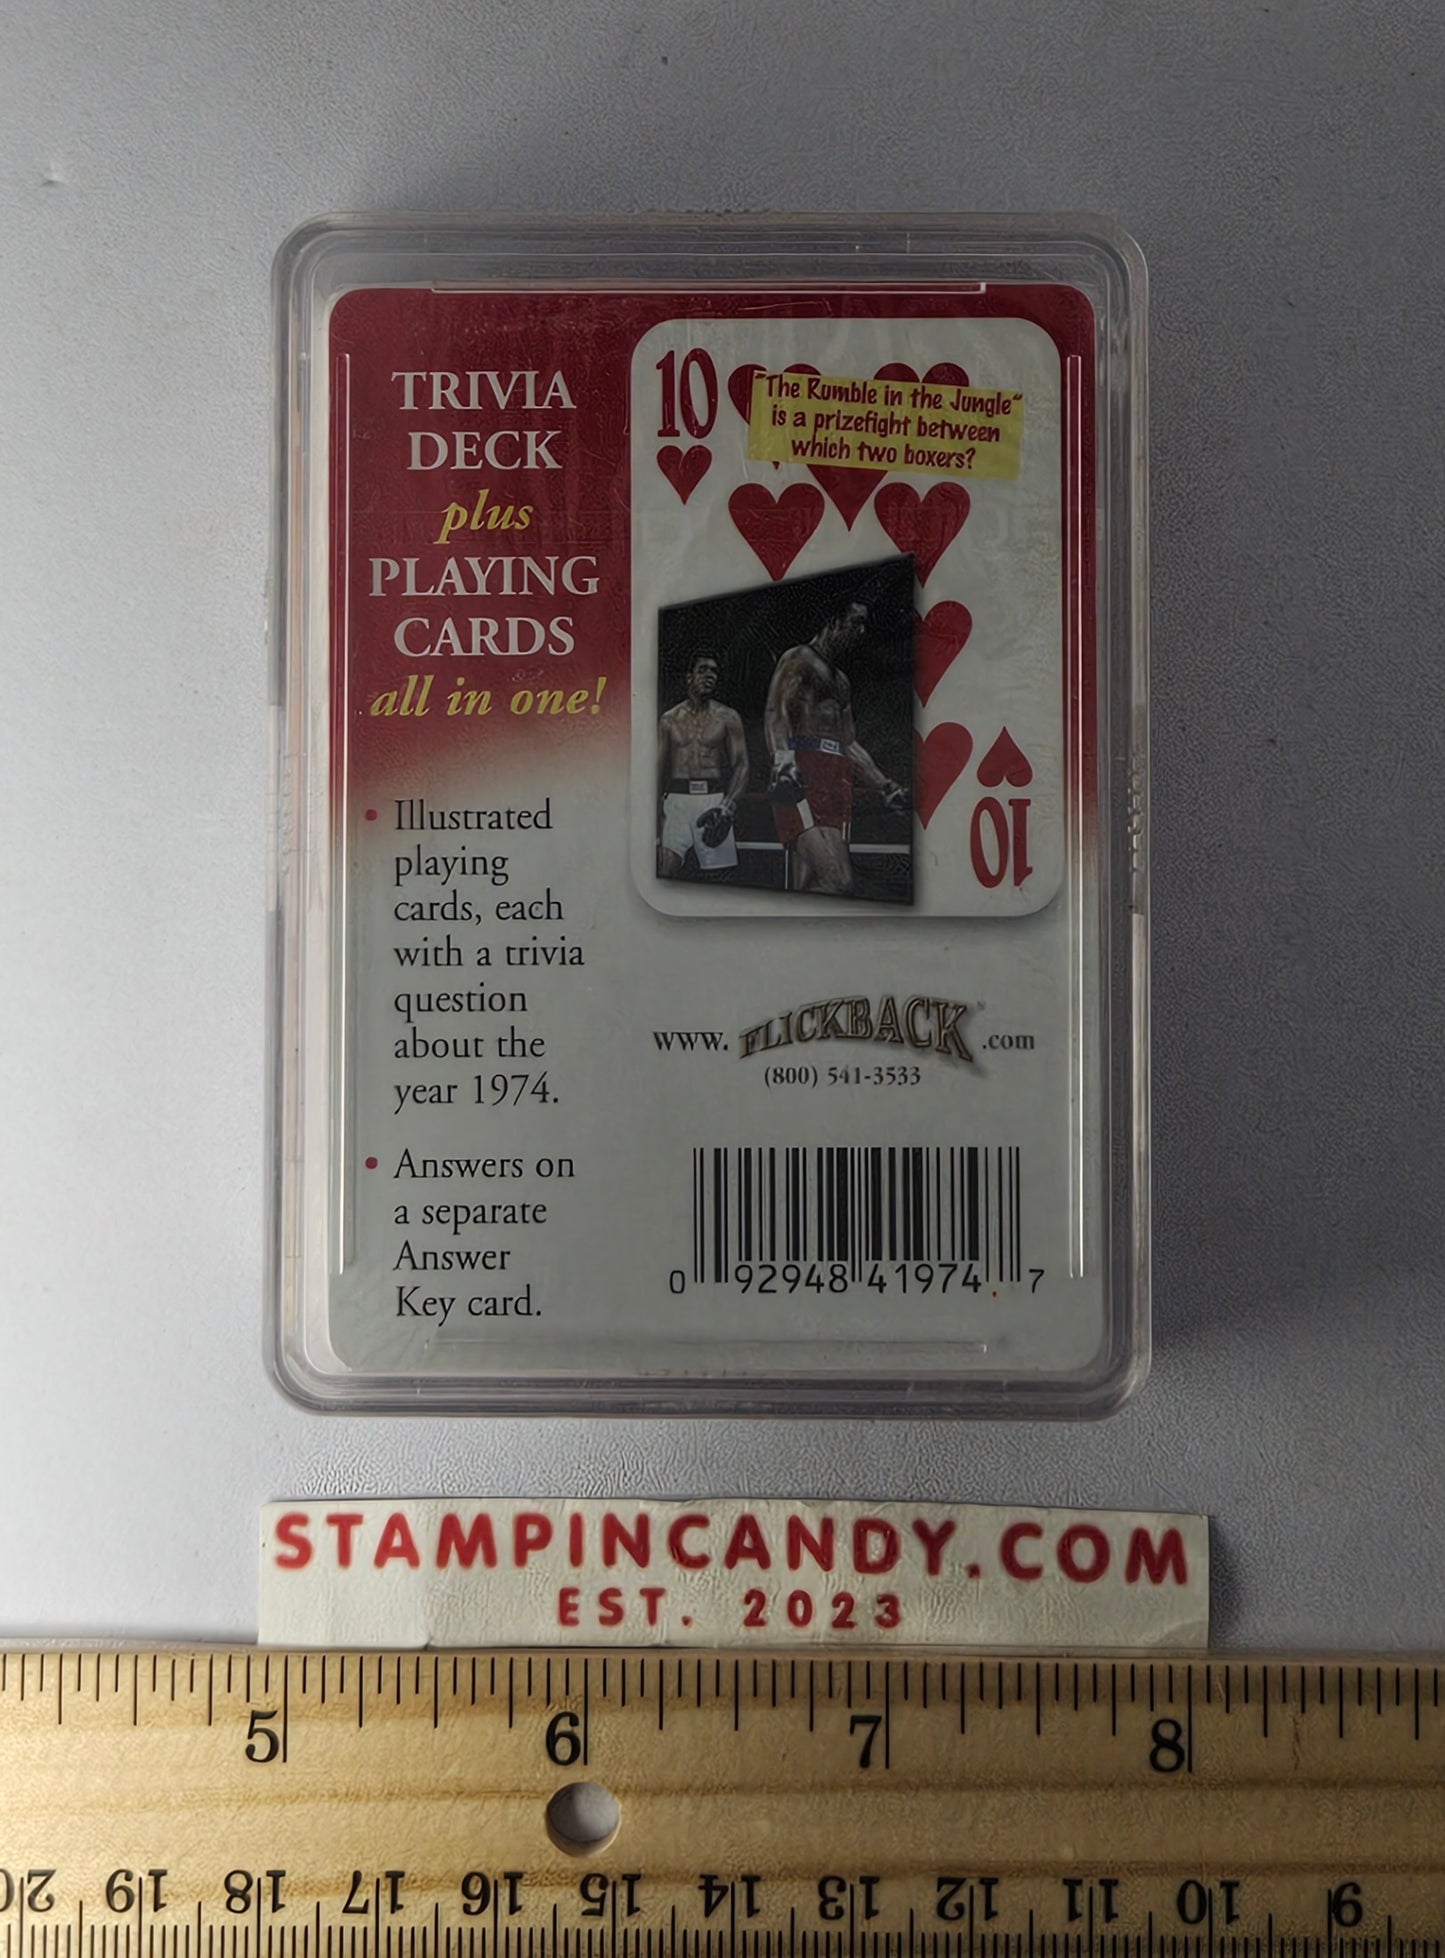 TRIVIA
DECK
plus
PLAYING
CARDS
all in one!
• Illustrated
playing
cards, each
with a trivia
question
about the
year 1974.
• Answers on
a separate
Answer
Key card.
10
"The Rumble in the Jungle"
is a prizefight between
which two boxers?
10
www.FLICKBACK.com
(800) 541-3533
0 92948 41974 7
STAMPINCANDY.COM
EST. 2023
5 6 7 8
20 19 18 17 16 15 14 13 12 11 10 9